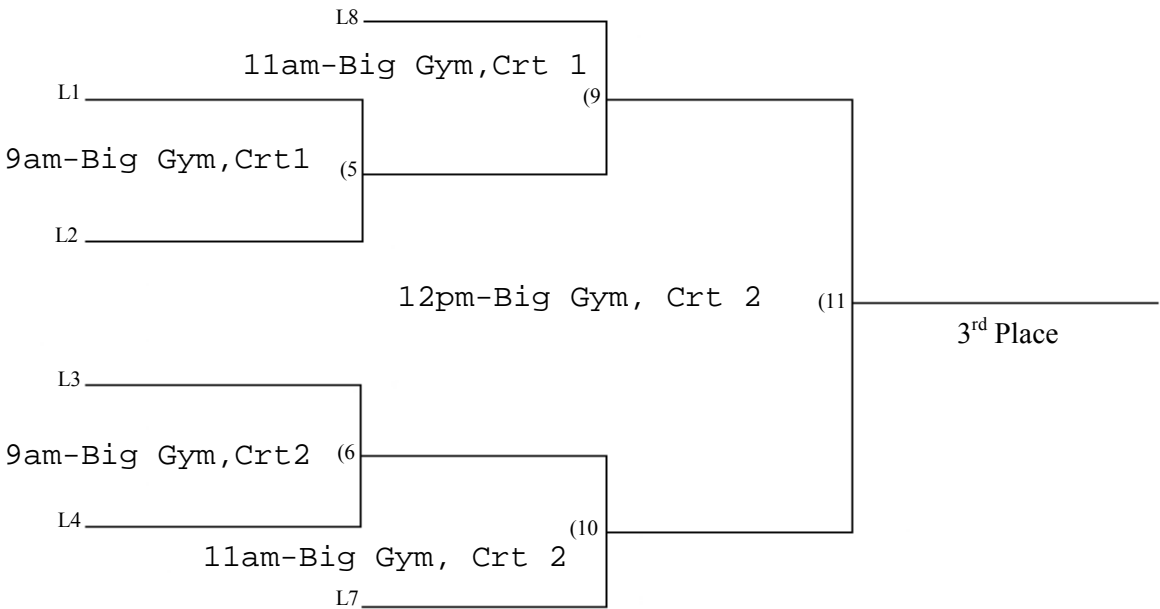 L8
11am-Big Gym,Crt 1
(9
L1
9am-Big Gym,Crt1
(5
L2
12pm-Big Gym, Crt 2
(11
3rd Place
L3
9am-Big Gym,Crt2
(6
L4
(10
11am-Big Gym, Crt 2
L7